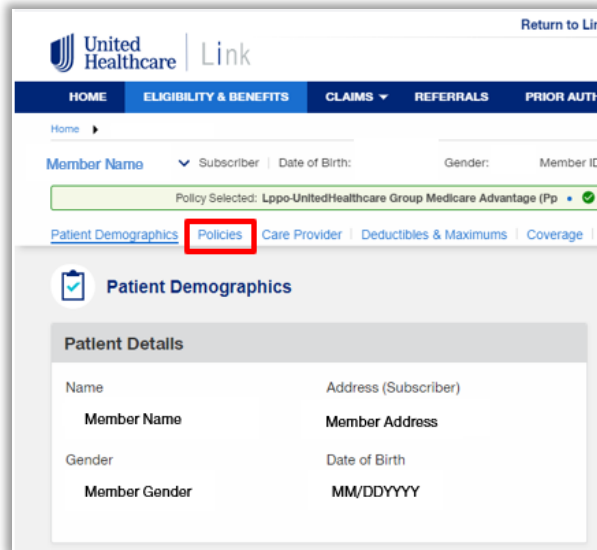 Return to Li
United
Healthcare Link
HOME ELIGIBILITY & BENEFITS CLAIMS REFERRALS PRIOR AUTH
Home
Member Name Subscriber Date of Birth: Gender: Member ID
Policy Selected: Lppo-UnitedHealthcare Group Medicare Advantage (Pp
Patient Demographics Policies Care Provider Deductibles & Maximums Coverage
Patient Demographics
Patient Details
Name Address (Subscriber)
Member Name Member Address
Gender Date of Birth
Member Gender MM/DDYYYY